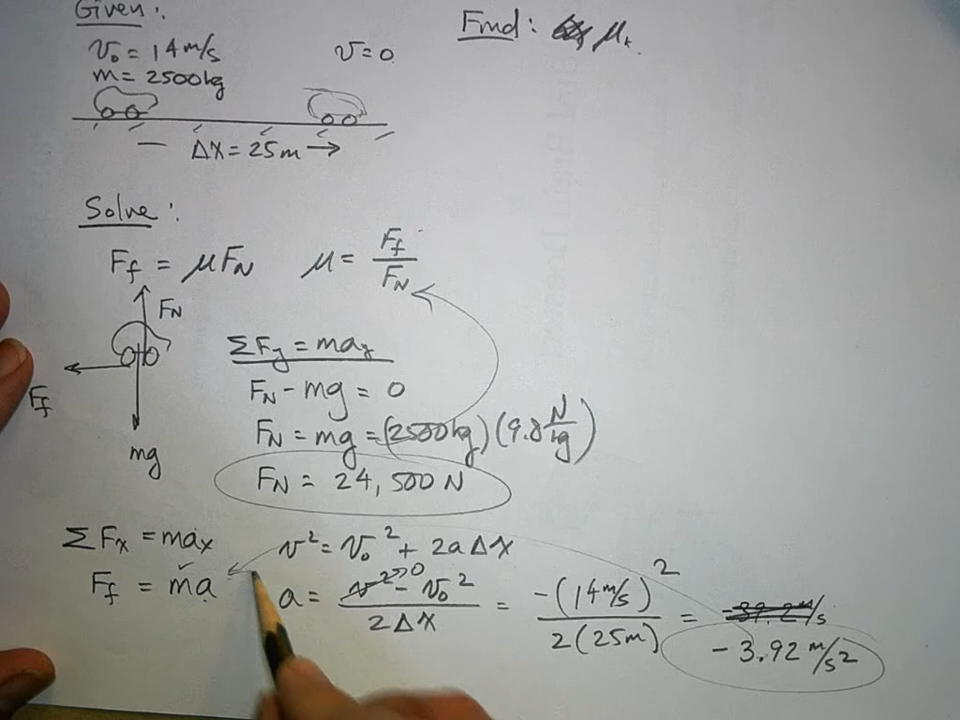 Given:
Find: μₖ
v₀ = 14 m/s
v = 0
m = 2500 kg
Δx = 25 m →
Solve:
F_f = μF_N
μ = F_f / F_N
F_N
F_f
mg
ΣF_y = ma_y
F_N - mg = 0
F_N = mg = (2500 kg)(9.8 N/kg)
F_N = 24,500 N
ΣF_x = ma_x
F_f = ma
v² = v₀² + 2aΔx
a = (v²→0 - v₀²) / 2Δx = -(14 m/s)² / 2(25 m) =
-3.92 m/s²